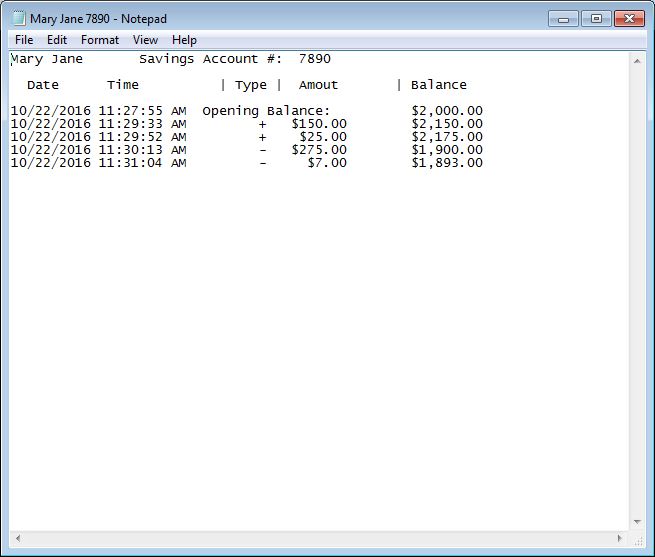 Mary Jane 7890 - Notepad
File Edit Format View Help
Mary Jane Savings Account #: 7890
Date Time | Type | Amout | Balance
10/22/2016 11:27:55 AM Opening Balance: $2,000.00
10/22/2016 11:29:33 AM + $150.00 $2,150.00
10/22/2016 11:29:52 AM + $25.00 $2,175.00
10/22/2016 11:30:13 AM - $275.00 $1,900.00
10/22/2016 11:31:04 AM - $7.00 $1,893.00